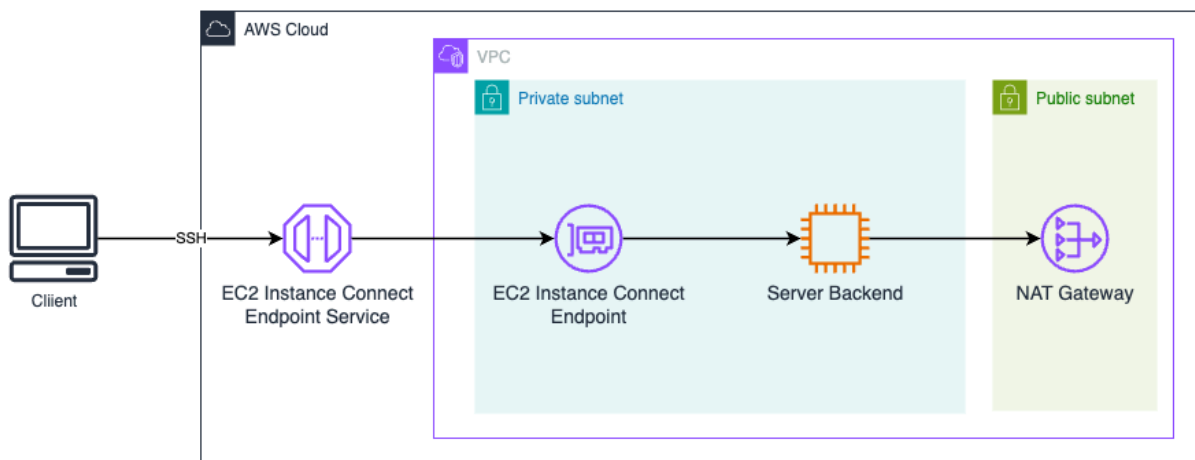 AWS Cloud
VPC
Private subnet
Public subnet
SSH
Cliient
EC2 Instance Connect
Endpoint Service
EC2 Instance Connect
Endpoint
Server Backend
NAT Gateway